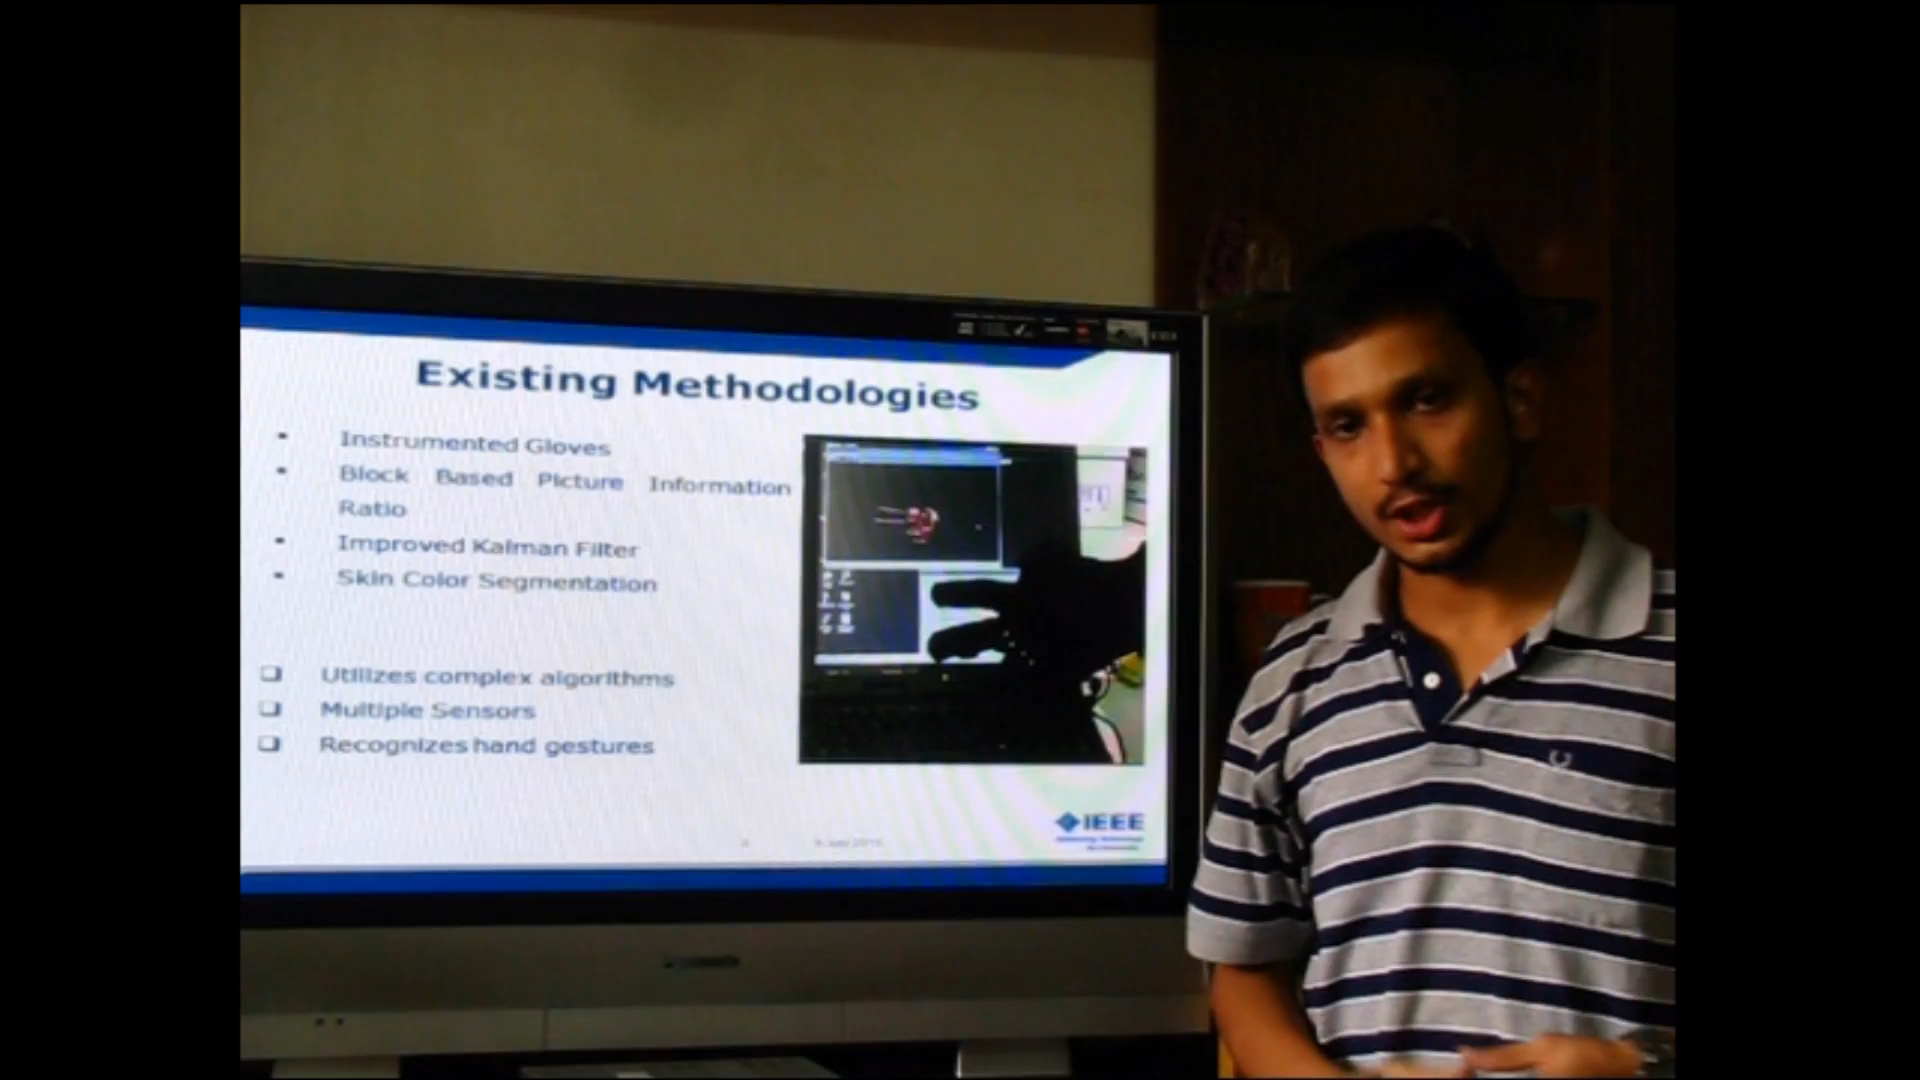 Existing Methodologies
• Instrumented Gloves
• Block Based Picture Information
Ratio
• Improved Kalman Filter
• Skin Color Segmentation
❑ Utilizes complex algorithms
❑ Multiple Sensors
❑ Recognizes hand gestures
IEEE